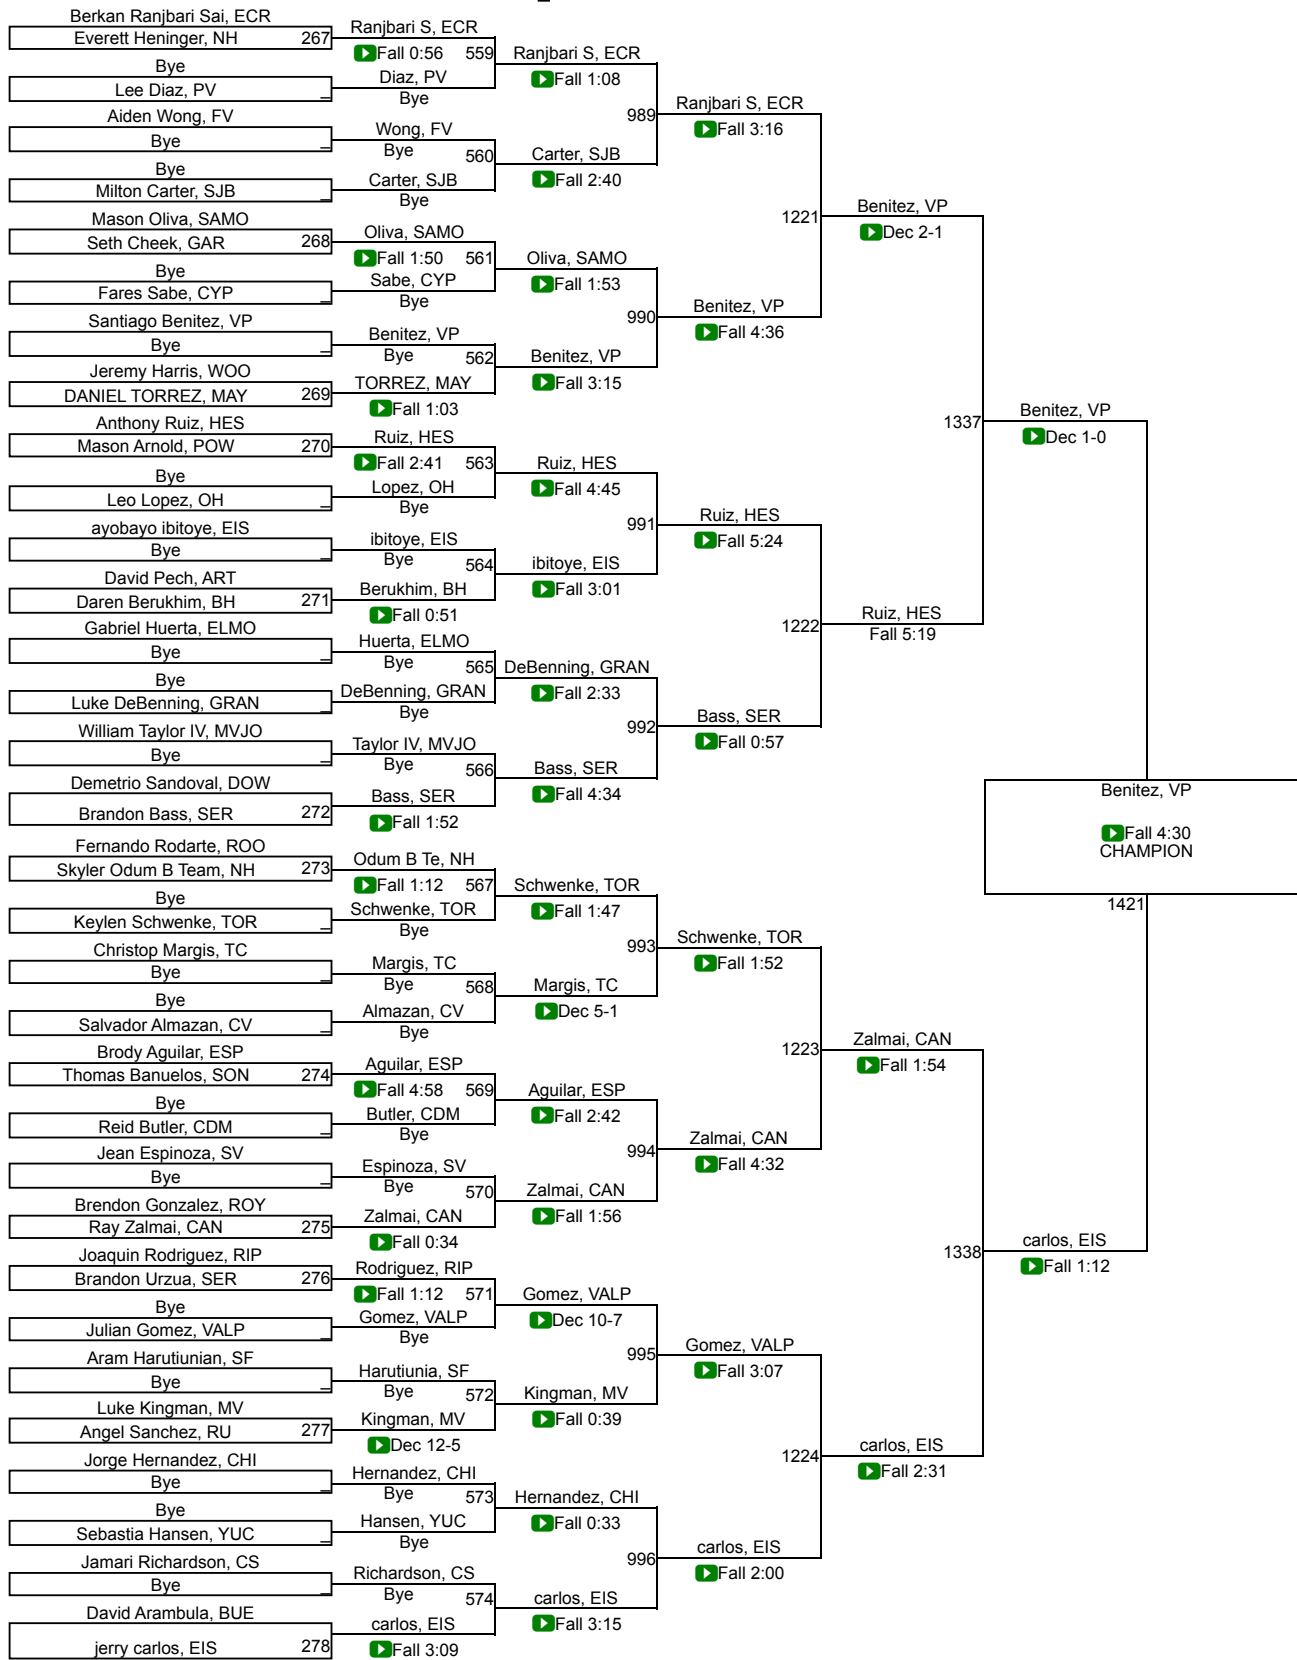 Berkan Ranjbari Sai, ECR
Everett Heninger, NH 267
Bye
Lee Diaz, PV _
Aiden Wong, FV
Bye _
Bye
Milton Carter, SJB _
Mason Oliva, SAMO
Seth Cheek, GAR 268
Bye
Fares Sabe, CYP _
Santiago Benitez, VP
Bye _
Jeremy Harris, WOO
DANIEL TORREZ, MAY 269
Anthony Ruiz, HES
Mason Arnold, POW 270
Bye
Leo Lopez, OH _
ayobayo ibitoye, EIS
Bye _
David Pech, ART
Daren Berukhim, BH 271
Gabriel Huerta, ELMO
Bye _
Bye
Luke DeBenning, GRAN _
William Taylor IV, MVJO
Bye _
Demetrio Sandoval, DOW
Brandon Bass, SER 272
Fernando Rodarte, ROO
Skyler Odum B Team, NH 273
Bye
Keylen Schwenke, TOR _
Christop Margis, TC
Bye _
Bye
Salvador Almazan, CV _
Brody Aguilar, ESP
Thomas Banuelos, SON 274
Bye
Reid Butler, CDM _
Jean Espinoza, SV
Bye _
Brendon Gonzalez, ROY
Ray Zalmai, CAN 275
Joaquin Rodriguez, RIP
Brandon Urzua, SER 276
Bye
Julian Gomez, VALP _
Aram Harutiunian, SF
Bye _
Luke Kingman, MV
Angel Sanchez, RU 277
Jorge Hernandez, CHI
Bye _
Bye
Sebastia Hansen, YUC _
Jamari Richardson, CS
Bye _
David Arambula, BUE
jerry carlos, EIS 278
Ranjbari S, ECR
Fall 0:56 559
Diaz, PV
Bye
Wong, FV
Bye 560
Carter, SJB
Bye
Oliva, SAMO
Fall 1:50 561
Sabe, CYP
Bye
Benitez, VP
Bye 562
TORREZ, MAY
Fall 1:03
Ruiz, HES
Fall 2:41 563
Lopez, OH
Bye
ibitoye, EIS
Bye 564
Berukhim, BH
Fall 0:51
Huerta, ELMO
Bye 565
DeBenning, GRAN
Bye
Taylor IV, MVJO
Bye 566
Bass, SER
Fall 1:52
Odum B Te, NH
Fall 1:12 567
Schwenke, TOR
Bye
Margis, TC
Bye 568
Almazan, CV
Bye
Aguilar, ESP
Fall 4:58 569
Butler, CDM
Bye
Espinoza, SV
Bye 570
Zalmai, CAN
Fall 0:34
Rodriguez, RIP
Fall 1:12 571
Gomez, VALP
Bye
Harutiunia, SF
Bye 572
Kingman, MV
Dec 12-5
Hernandez, CHI
Bye 573
Hansen, YUC
Bye
Richardson, CS
Bye 574
carlos, EIS
Fall 3:09
Ranjbari S, ECR
Fall 1:08
989
Carter, SJB
Fall 2:40
Oliva, SAMO
Fall 1:53
990
Benitez, VP
Fall 3:15
Ruiz, HES
Fall 4:45
991
ibitoye, EIS
Fall 3:01
DeBenning, GRAN
Fall 2:33
992
Bass, SER
Fall 4:34
Schwenke, TOR
Fall 1:47
993
Margis, TC
Dec 5-1
Aguilar, ESP
Fall 2:42
994
Zalmai, CAN
Fall 1:56
Gomez, VALP
Dec 10-7
995
Kingman, MV
Fall 0:39
Hernandez, CHI
Fall 0:33
996
carlos, EIS
Fall 3:15
Ranjbari S, ECR
Fall 3:16
1221
Benitez, VP
Fall 4:36
Ruiz, HES
Fall 5:24
1222
Bass, SER
Fall 0:57
Schwenke, TOR
Fall 1:52
1223
Zalmai, CAN
Fall 4:32
Gomez, VALP
Fall 3:07
1224
carlos, EIS
Fall 2:00
Benitez, VP
Dec 2-1
1337
Ruiz, HES
Fall 5:19
Zalmai, CAN
Fall 1:54
1338
carlos, EIS
Fall 2:31
Benitez, VP
Dec 1-0
carlos, EIS
Fall 1:12
Benitez, VP
Fall 4:30
CHAMPION
1421